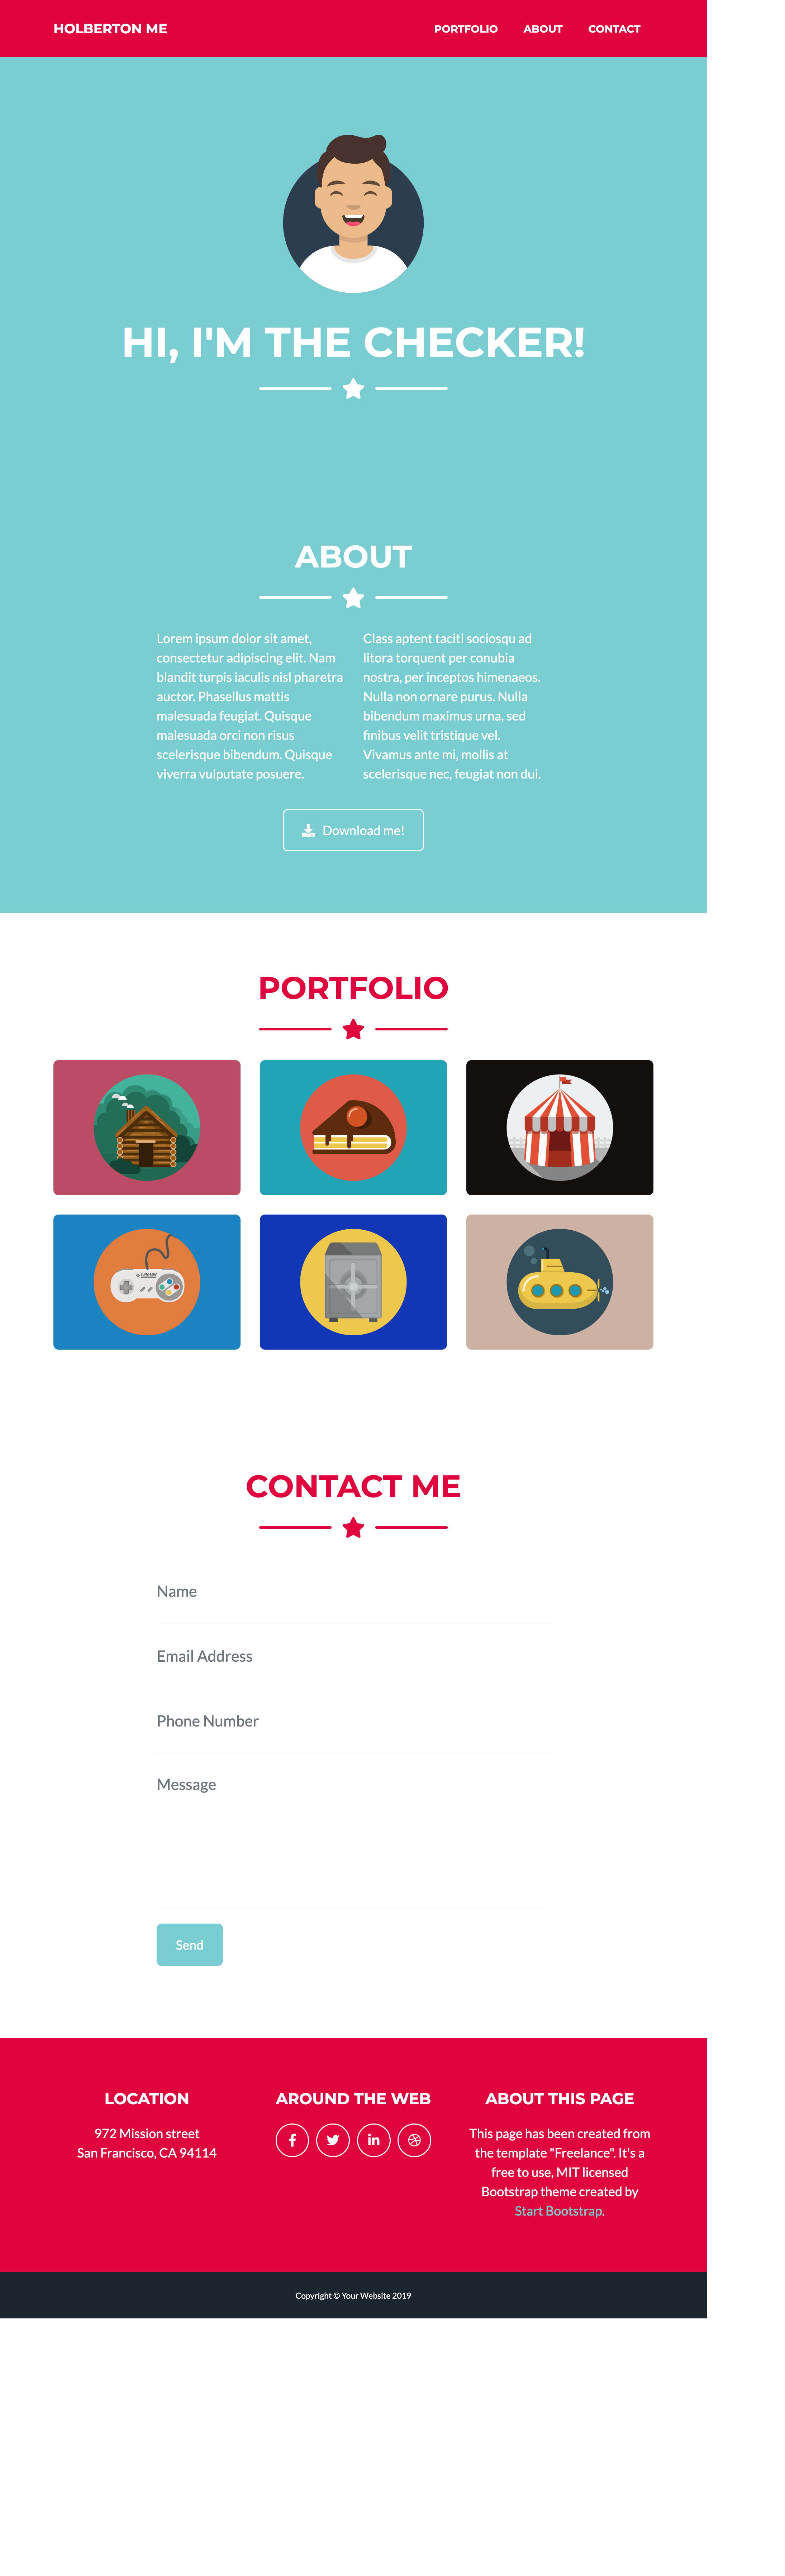 HOLBERTON ME
PORTFOLIO ABOUT CONTACT
HI, I'M THE CHECKER!
ABOUT
Lorem ipsum dolor sit amet,
consectetur adipiscing elit. Nam
blandit turpis iaculis nisl pharetra
auctor. Phasellus mattis
malesuada feugiat. Quisque
malesuada orci non risus
scelerisque bibendum. Quisque
viverra vulputate posuere.
Class aptent taciti sociosqu ad
litora torquent per conubia
nostra, per inceptos himenaeos.
Nulla non ornare purus. Nulla
bibendum maximus urna, sed
finibus velit tristique vel.
Vivamus ante mi, mollis at
scelerisque nec, feugiat non dui.
Download me!
PORTFOLIO
CONTACT ME
Name
Email Address
Phone Number
Message
Send
LOCATION
972 Mission street
San Francisco, CA 94114
AROUND THE WEB
ABOUT THIS PAGE
This page has been created from
the template "Freelance". It's a
free to use, MIT licensed
Bootstrap theme created by
Start Bootstrap.
Copyright © Your Website 2019